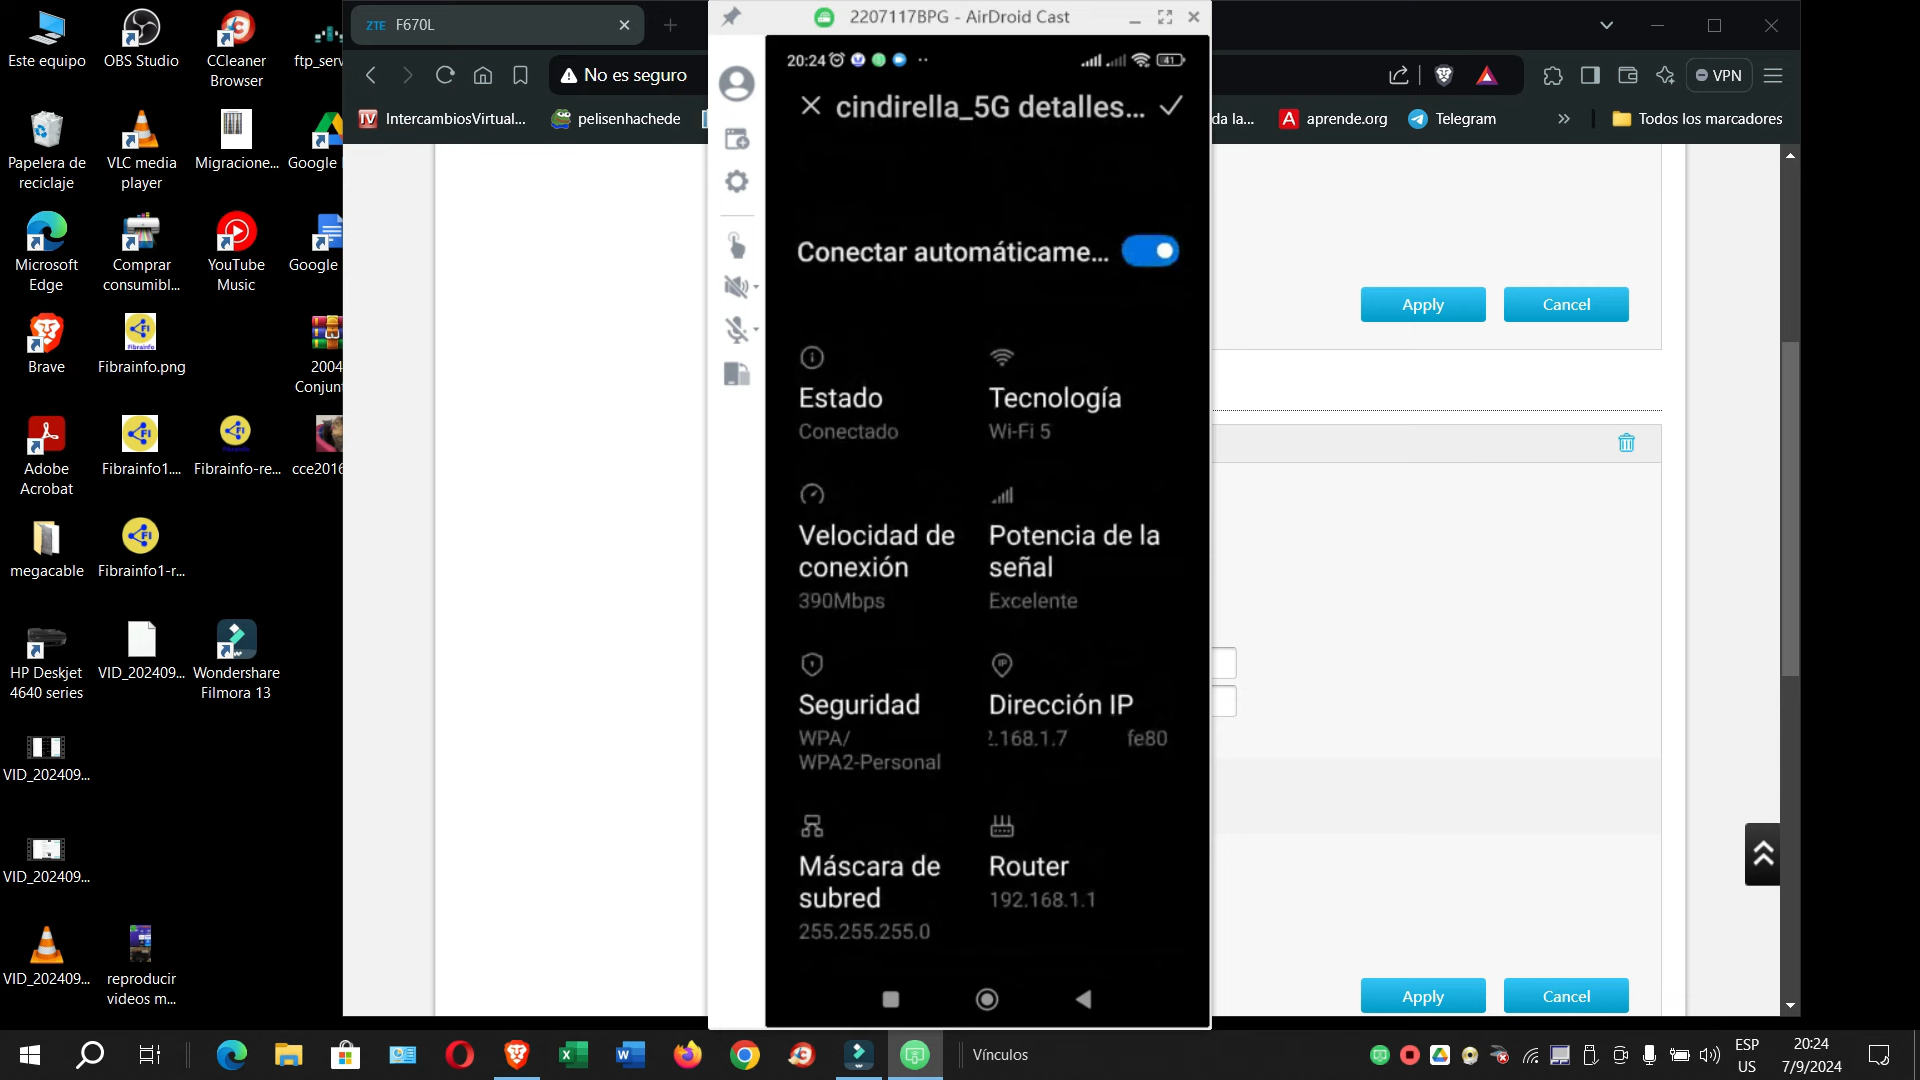 Este equipo
OBS Studio
CCleaner
Browser
ftp_serv
Papelera de
reciclaje
VLC media
player
Migracione...
Google
Microsoft
Edge
Comprar
consumibl...
YouTube
Music
Google
Brave
Fibrainfo
Fibrainfo.png
2004
Conjunt
Adobe
Acrobat
Fibrainfo1....
Fibrainfo-re...
cce2016
megacable
Fibrainfo1-r...
HP Deskjet
4640 series
VID_202409...
Wondershare
Filmora 13
VID_202409...
VID_202409...
VID_202409...
reproducir
videos m...
ZTE F670L
No es seguro
VPN
IntercambiosVirtual...
pelisenhachede
da la...
aprende.org
Telegram
Todos los marcadores
Apply
Cancel
Apply
Cancel
2207117BPG - AirDroid Cast
20:24
41
cindirella_5G detalles...
Conectar automáticame...
Estado
Conectado
Tecnología
Wi-Fi 5
Velocidad de
conexión
390Mbps
Potencia de la
señal
Excelente
Seguridad
WPA/
WPA2-Personal
Dirección IP
2.168.1.7 fe80
Máscara de
subred
255.255.255.0
Router
192.168.1.1
Vínculos
ESP
US
20:24
7/9/2024